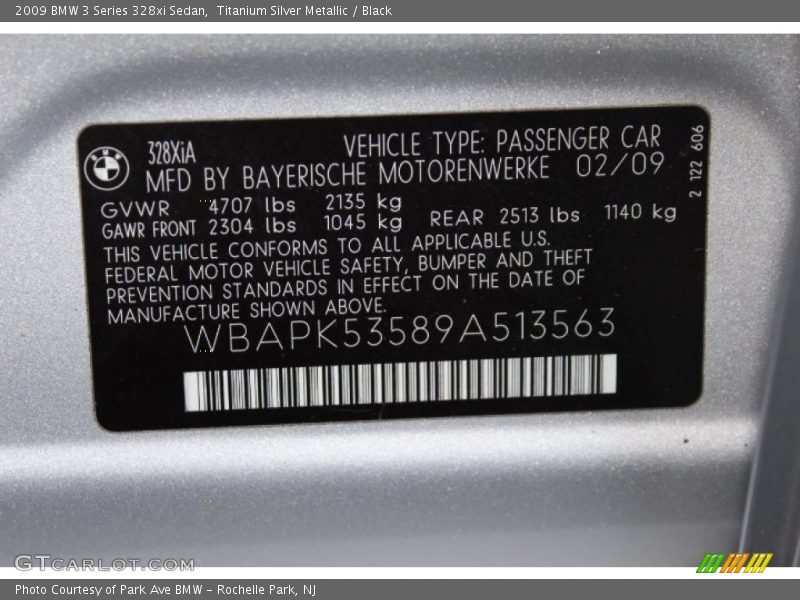 2009 BMW 3 Series 328xi Sedan,  Titanium Silver Metallic / Black
BMW
328XiA
VEHICLE TYPE: PASSENGER CAR
MFD BY BAYERISCHE MOTORENWERKE 02/09
2 122 606
GVWR 4707 lbs 2135 kg
GAWR FRONT 2304 lbs 1045 kg REAR 2513 lbs 1140 kg
THIS VEHICLE CONFORMS TO ALL APPLICABLE U.S.
FEDERAL MOTOR VEHICLE SAFETY, BUMPER AND THEFT
PREVENTION STANDARDS IN EFFECT ON THE DATE OF
MANUFACTURE SHOWN ABOVE.
WBAPK53589A513563
GTCARLOT.COM
Photo Courtesy of Park Ave BMW - Rochelle Park, NJ